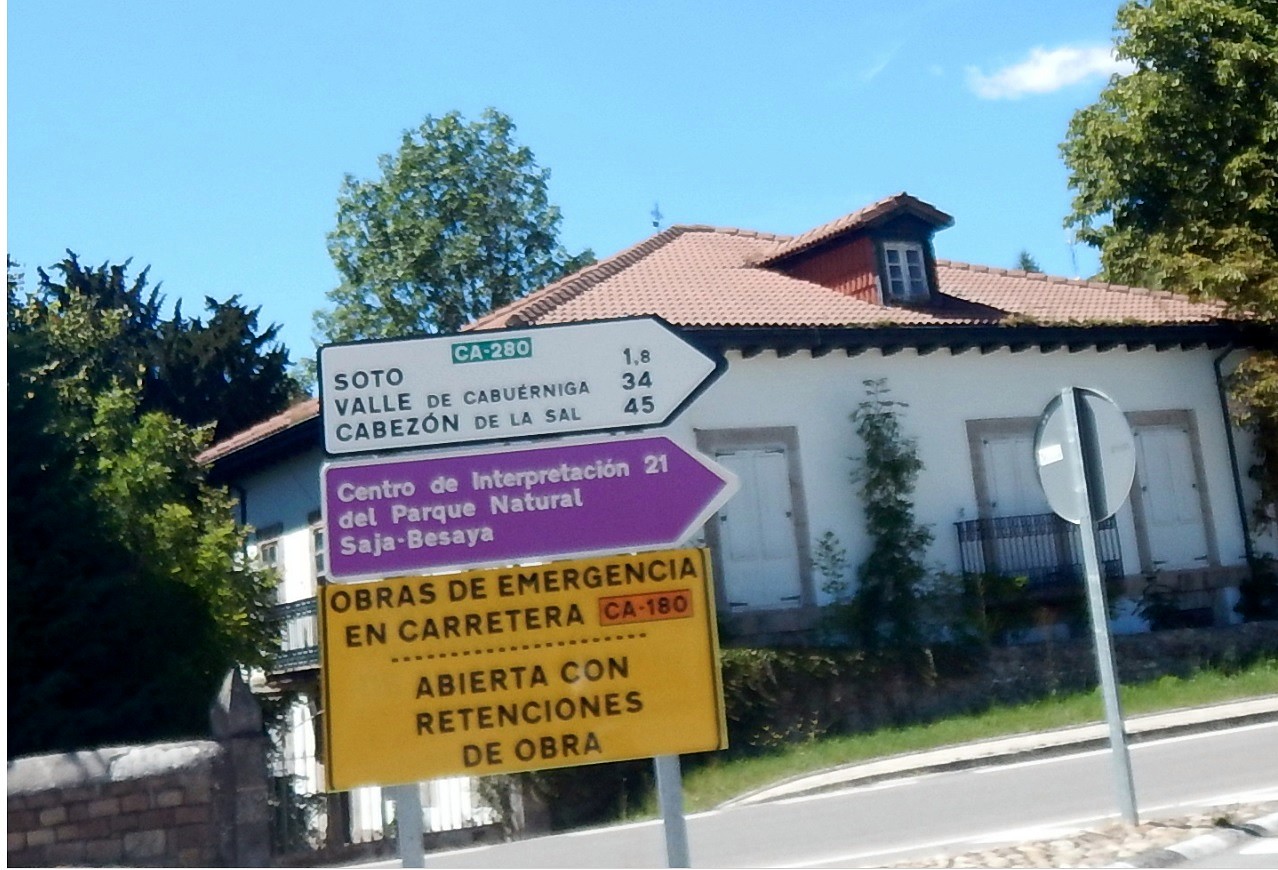 CA-280
SOTO 1,8
VALLE DE CABUÉRNIGA 34
CABEZÓN DE LA SAL 45
Centro de Interpretación 21
del Parque Natural
Saja-Besaya
OBRAS DE EMERGENCIA
EN CARRETERA CA-180
ABIERTA CON
RETENCIONES
DE OBRA